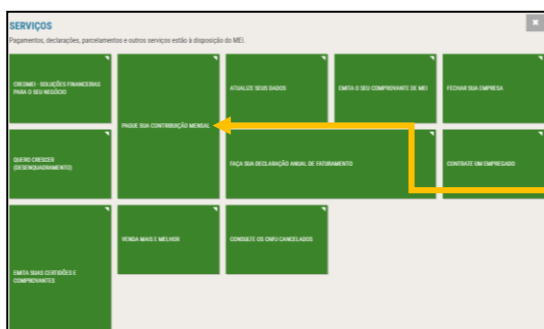 SERVIÇOS
Pagamentos, declarações, parcelamentos e outros serviços estão à disposição do MEI.
CREDMEI - SOLUÇÕES FINANCEIRAS
PARA O SEU NEGÓCIO
PAGUE SUA CONTRIBUIÇÃO MENSAL
ATUALIZE SEUS DADOS
EMITA O SEU COMPROVANTE DE MEI
FECHAR SUA EMPRESA
QUERO CRESCER
(DESENQUADRAMENTO)
FAÇA SUA DECLARAÇÃO ANUAL DE FATURAMENTO
CONTRATE UM EMPREGADO
EMITA SUAS CERTIDÕES E
COMPROVANTES
VENDA MAIS E MELHOR
CONSULTE OS CNPJ CANCELADOS